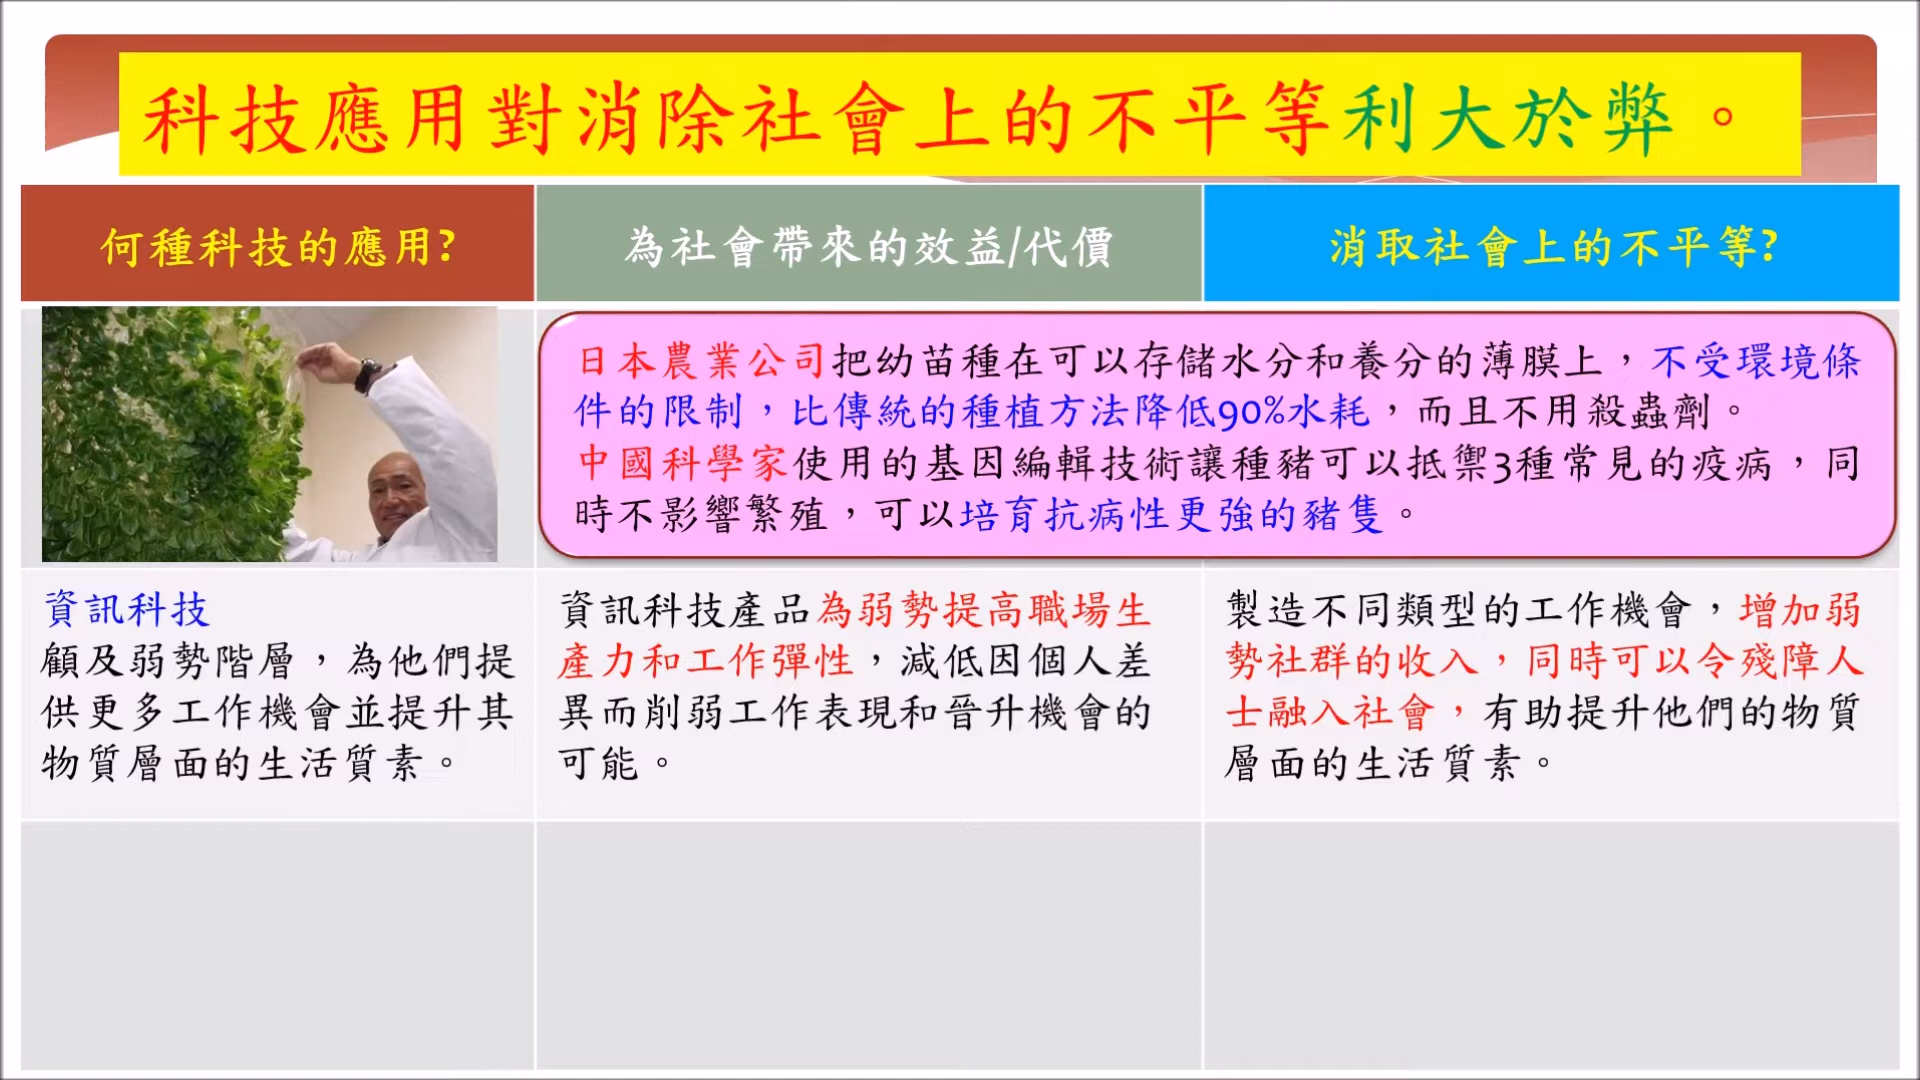 科技應用對消除社會上的不平等利大於弊。
何種科技的應用?
為社會帶來的效益/代價
消取社會上的不平等?
日本農業公司把幼苗種在可以存儲水分和養分的薄膜上，不受環境條
件的限制，比傳統的種植方法降低90%水耗，而且不用殺蟲劑。
中國科學家使用的基因編輯技術讓種豬可以抵禦3種常見的疫病，同
時不影響繁殖，可以培育抗病性更強的豬隻。
資訊科技
顧及弱勢階層，為他們提
供更多工作機會並提升其
物質層面的生活質素。
資訊科技產品為弱勢提高職場生
產力和工作彈性，減低因個人差
異而削弱工作表現和晉升機會的
可能。
製造不同類型的工作機會，增加弱
勢社群的收入，同時可以令殘障人
士融入社會，有助提升他們的物質
層面的生活質素。